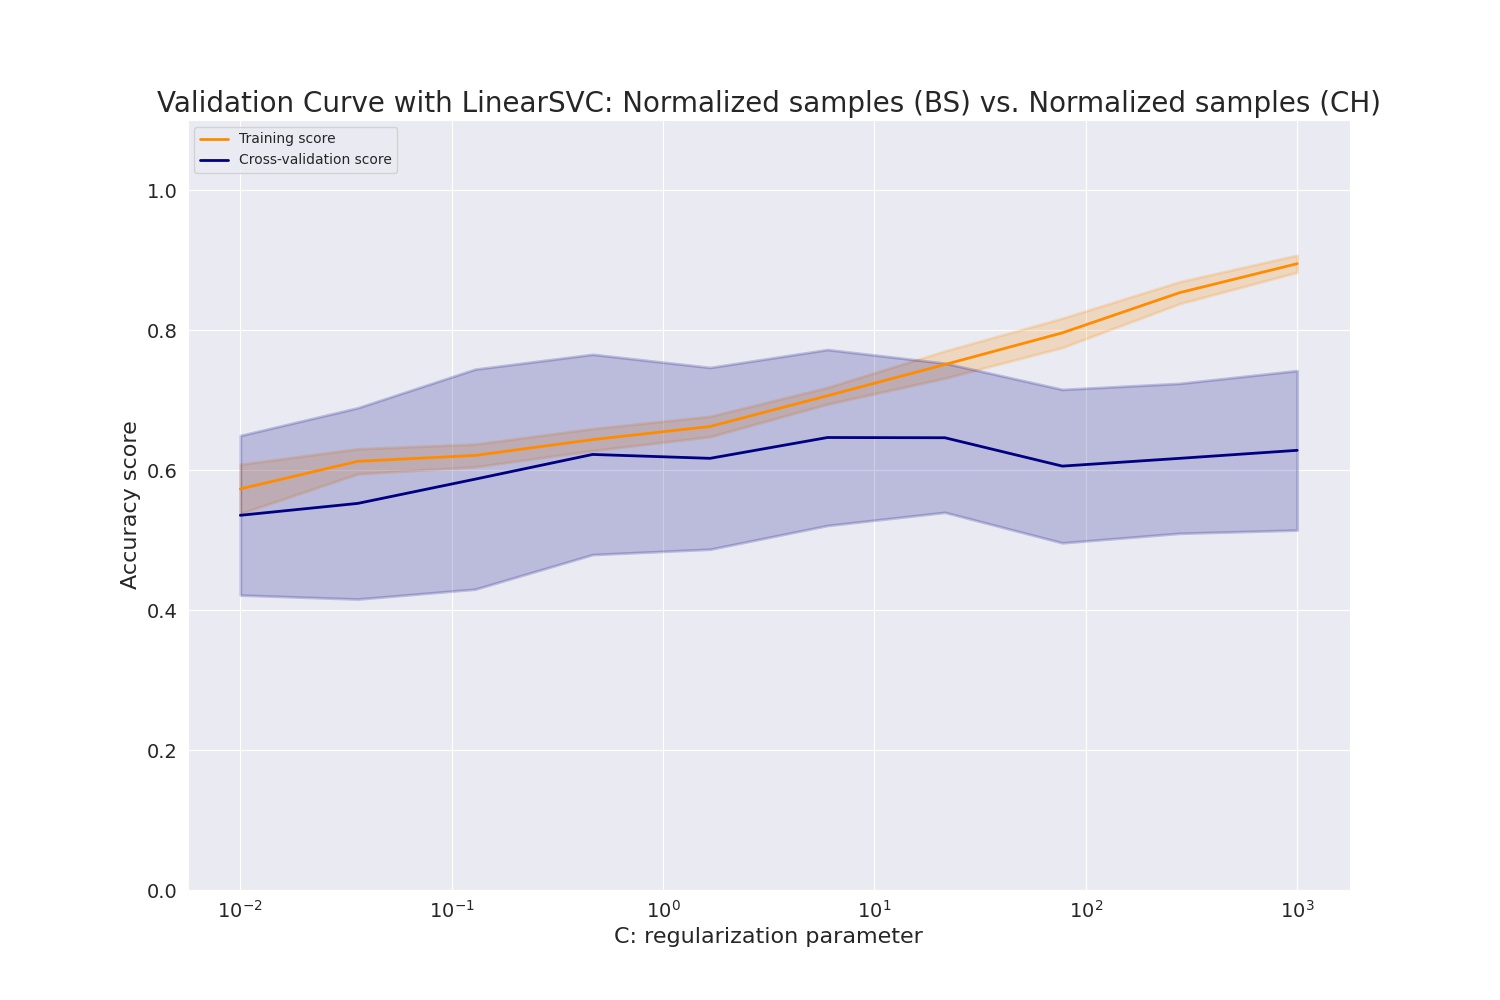 Validation Curve with LinearSVC: Normalized samples (BS) vs. Normalized samples (CH)
Training score
Cross-validation score
1.0
0.8
0.6
0.4
0.2
0.0
Accuracy score
10⁻² 10⁻¹ 10⁰ 10¹ 10² 10³
C: regularization parameter